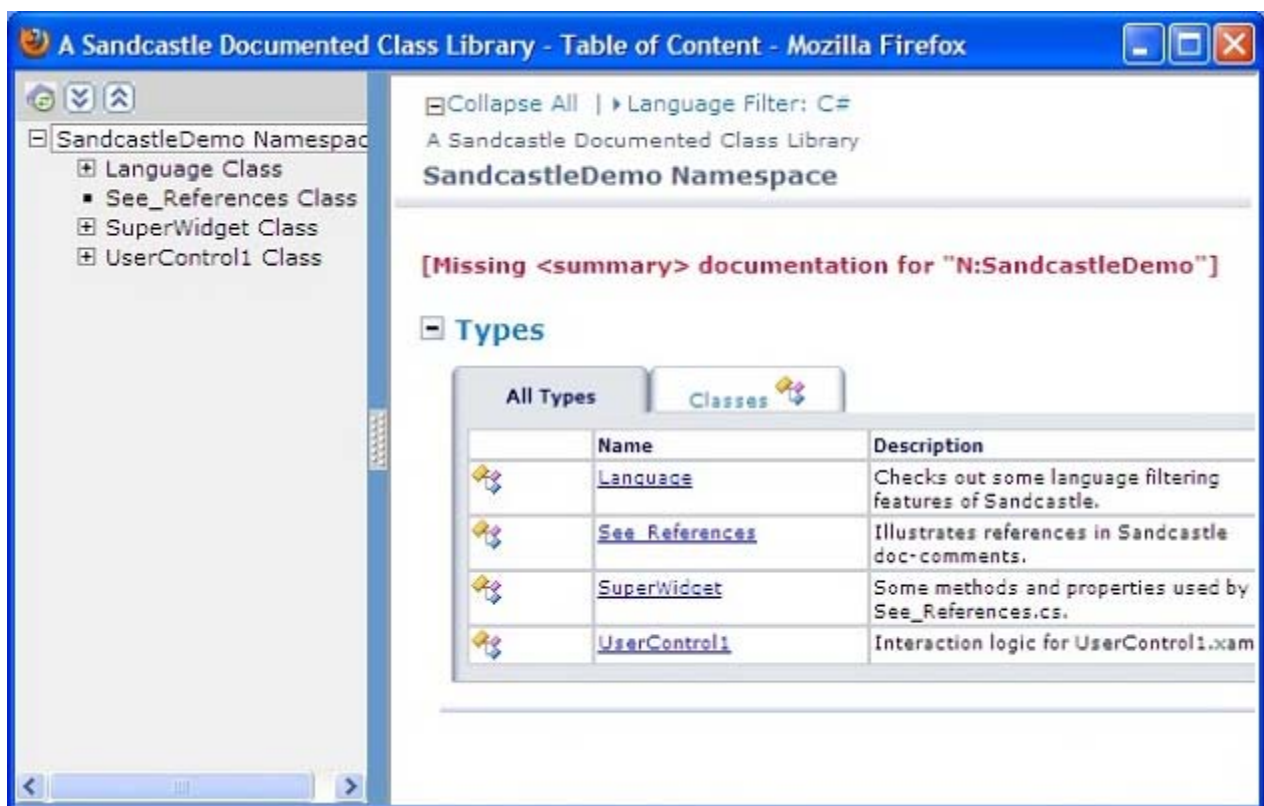 A Sandcastle Documented Class Library - Table of Content - Mozilla Firefox
SandcastleDemo Namespac
Language Class
See_References Class
SuperWidget Class
UserControl1 Class
Collapse All | Language Filter: C#
A Sandcastle Documented Class Library
SandcastleDemo Namespace
[Missing <summary> documentation for "N:SandcastleDemo"]
Types
All Types Classes
Name Description
Language Checks out some language filtering
features of Sandcastle.
See_References Illustrates references in Sandcastle
doc-comments.
SuperWidget Some methods and properties used by
See_References.cs.
UserControl1 Interaction logic for UserControl1.xam